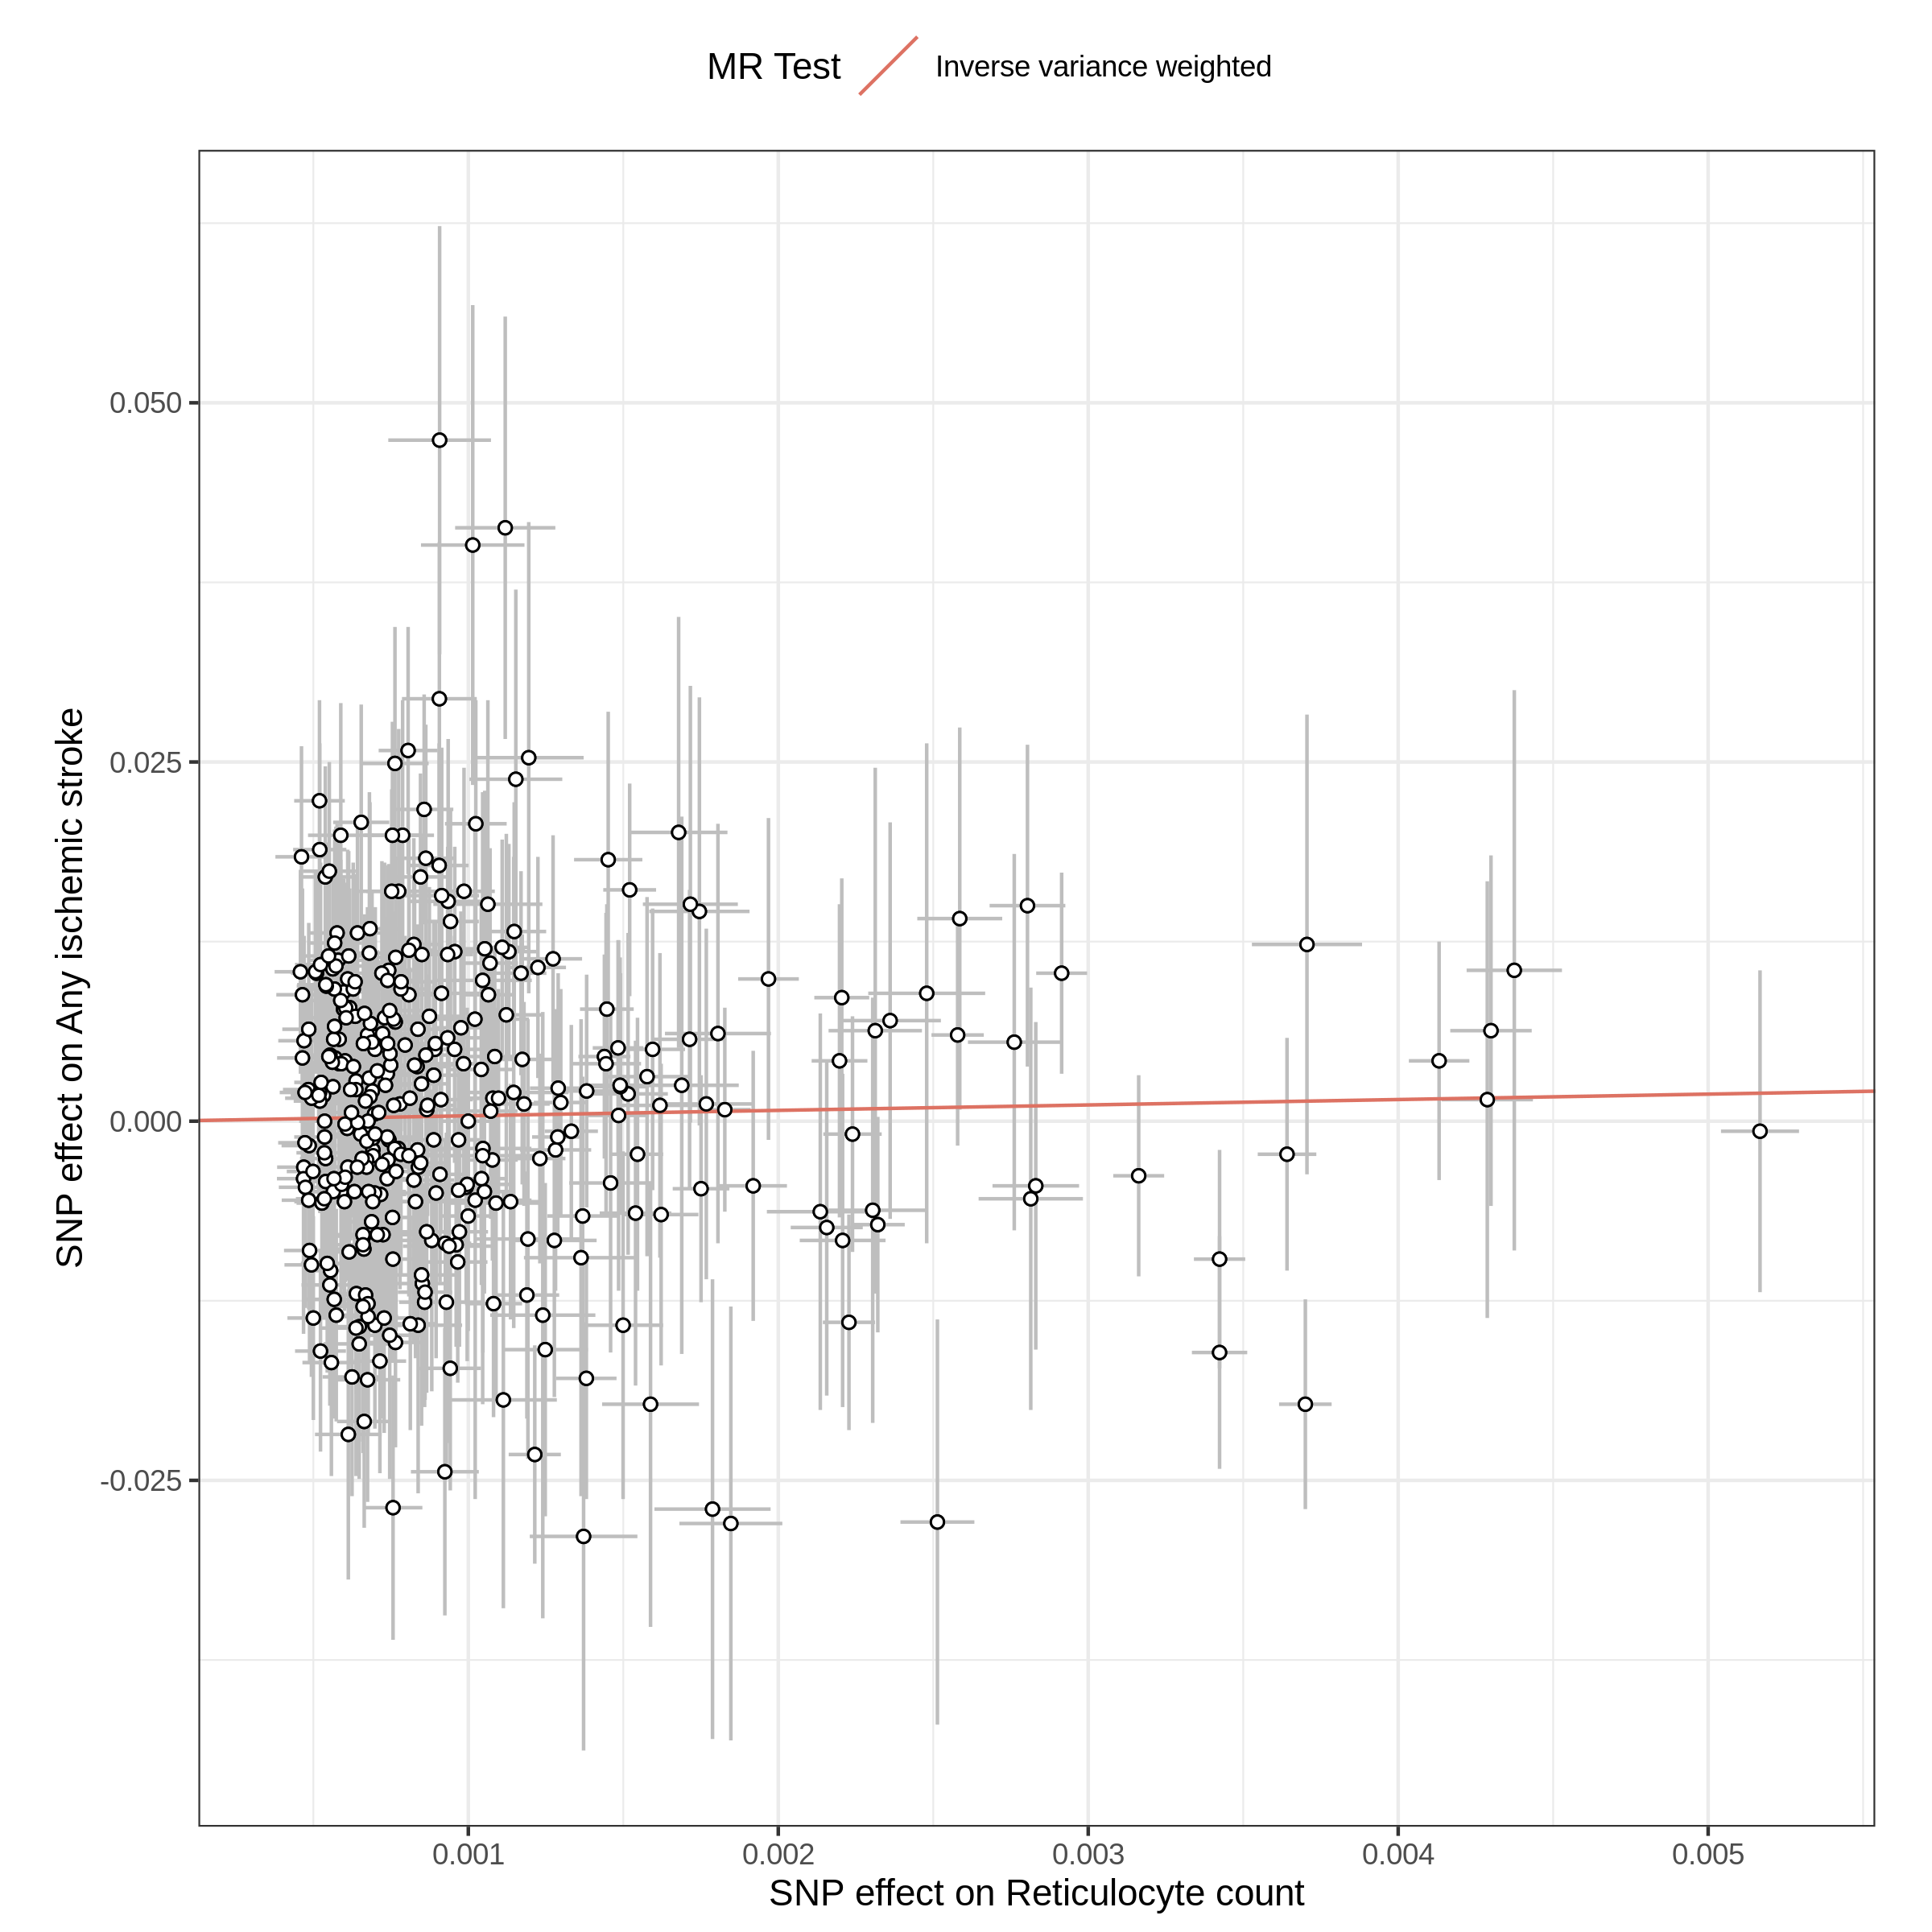 MR Test Inverse variance weighted
SNP effect on Any ischemic stroke
0.050
0.025
0.000
-0.025
0.001 0.002 0.003 0.004 0.005
SNP effect on Reticulocyte count